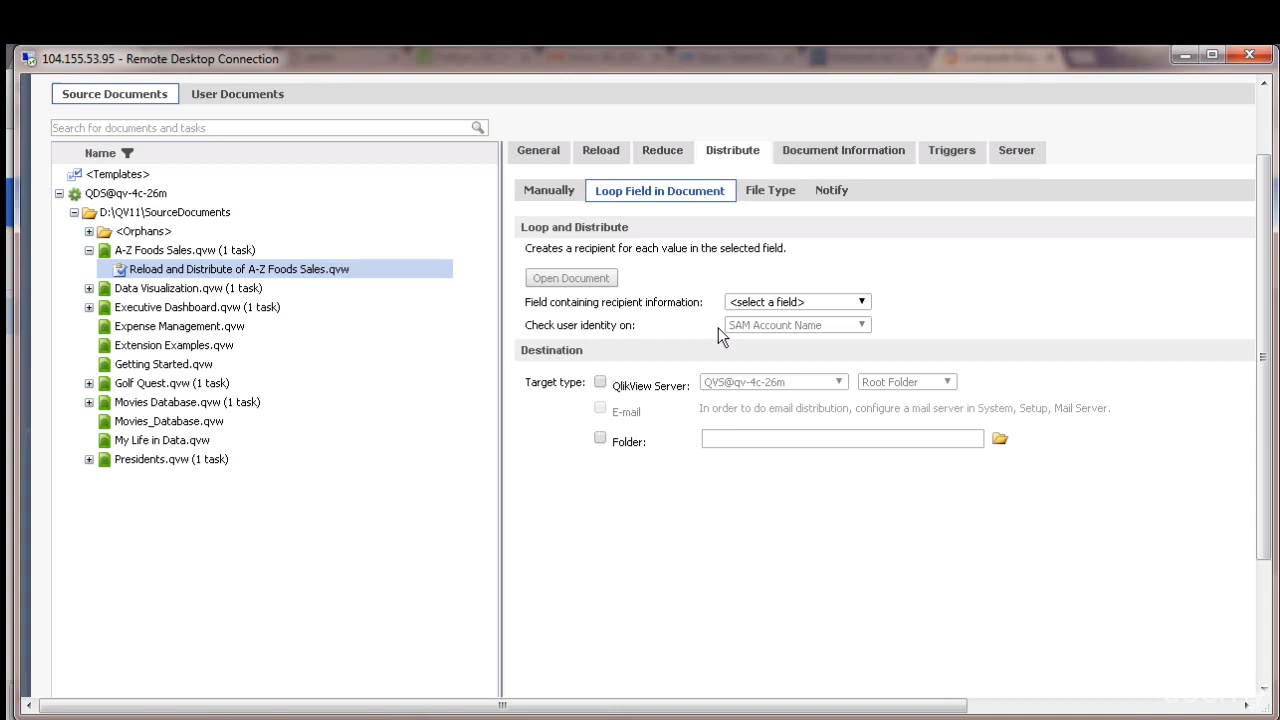 104.155.53.95 - Remote Desktop Connection
Source Documents
User Documents
Search for documents and tasks
Name
<Templates>
QDS@qv-4c-26m
D:\QV11\SourceDocuments
<Orphans>
A-Z Foods Sales.qvw (1 task)
Reload and Distribute of A-Z Foods Sales.qvw
Data Visualization.qvw (1 task)
Executive Dashboard.qvw (1 task)
Expense Management.qvw
Extension Examples.qvw
Getting Started.qvw
Golf Quest.qvw (1 task)
Movies Database.qvw (1 task)
Movies_Database.qvw
My Life in Data.qvw
Presidents.qvw (1 task)
General
Reload
Reduce
Distribute
Document Information
Triggers
Server
Manually
Loop Field in Document
File Type
Notify
Loop and Distribute
Creates a recipient for each value in the selected field.
Open Document
Field containing recipient information: <select a field>
Check user identity on: SAM Account Name
Destination
Target type: QlikView Server: QVS@qv-4c-26m Root Folder
E-mail In order to do email distribution, configure a mail server in System, Setup, Mail Server.
Folder: